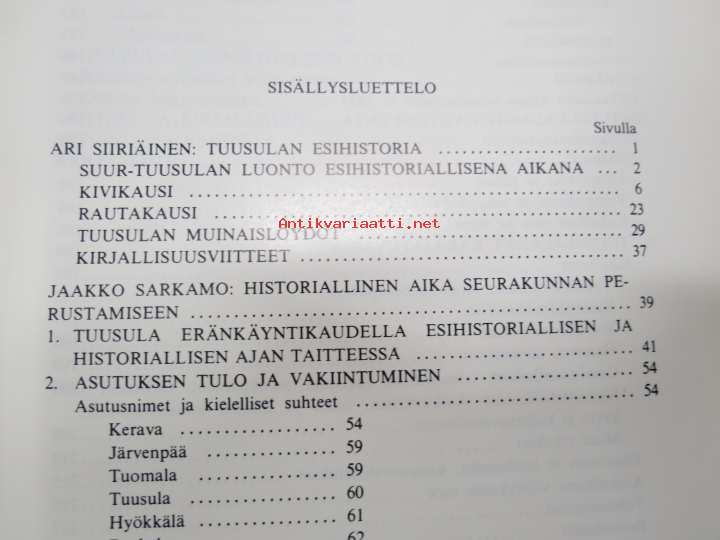 SISÄLLYSLUETTELO
Sivulla
ARI SIIRIÄINEN: TUUSULAN ESIHISTORIA ........................... 1
SUUR-TUUSULAN LUONTO ESIHISTORIALLISENA AIKANA ... 2
KIVIKAUSI ........................................................ 6
RAUTAKAUSI ..................................................... 23
Antikvariaatti.net
TUUSULAN MUINAISLÖYDÖT ................................... 29
KIRJALLISUUSVIITTEET ......................................... 37
JAAKKO SARKAMO: HISTORIALLINEN AIKA SEURAKUNNAN PE-
RUSTAMISEEN .................................................... 39
1. TUUSULA ERÄNKÄYNTIKAUDELLA ESIHISTORIALLISEN JA
HISTORIALLISEN AJAN TAITTEESSA ............................ 41
2. ASUTUKSEN TULO JA VAKIINTUMINEN ........................ 54
Asutusnimet ja kielelliset suhteet ............................... 54
Kerava .................. 54
Järvenpää ............... 59
Tuomala ................. 59
Tuusula ................. 60
Hyökkälä ................ 61
62